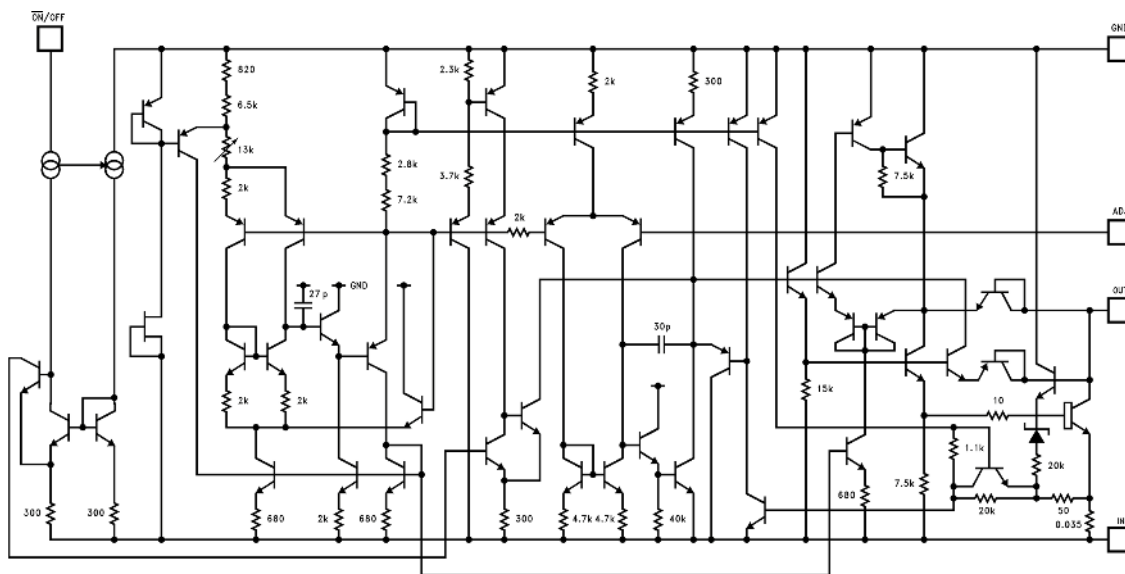 ON/OFF
GND
820
2.3k
2k
300
6.5k
13k
2.8k
7.5k
2k
3.7k
7.2k
2k
ADJ
GND
27p
OUT
30p
2k
2k
15k
10
1.1k
20k
300
300
680
2k
680
300
4.7k
4.7k
40k
680
7.5k
20k
50
0.035
IN